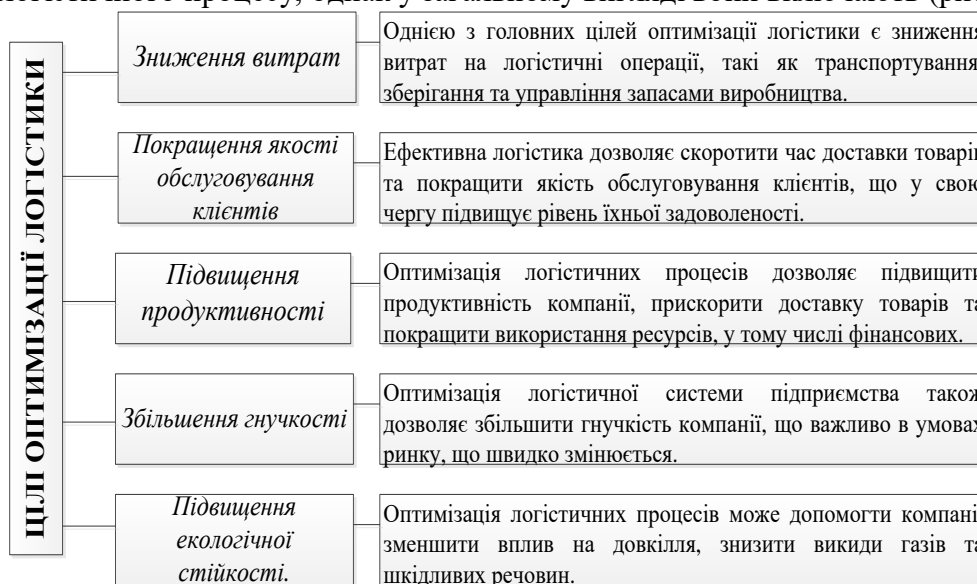 ЦІЛІ ОПТИМІЗАЦІЇ ЛОГІСТИКИ
Зниження витрат
Однією з головних цілей оптимізації логістики є зниження
витрат на логістичні операції, такі як транспортування
зберігання та управління запасами виробництва.
Покращення якості
обслуговування
клієнтів
Ефективна логістика дозволяє скоротити час доставки товарів
та покращити якість обслуговування клієнтів, що у свою
чергу підвищує рівень їхньої задоволеності.
Підвищення
продуктивності
Оптимізація логістичних процесів дозволяє підвищити
продуктивність компанії, прискорити доставку товарів та
покращити використання ресурсів, у тому числі фінансових.
Збільшення гнучкості
Оптимізація логістичної системи підприємства також
дозволяє збільшити гнучкість компанії, що важливо в умовах
ринку, що швидко змінюється.
Підвищення
екологічної
стійкості.
Оптимізація логістичних процесів може допомогти компанії
зменшити вплив на довкілля, знизити викиди газів та
шкідливих речовин.